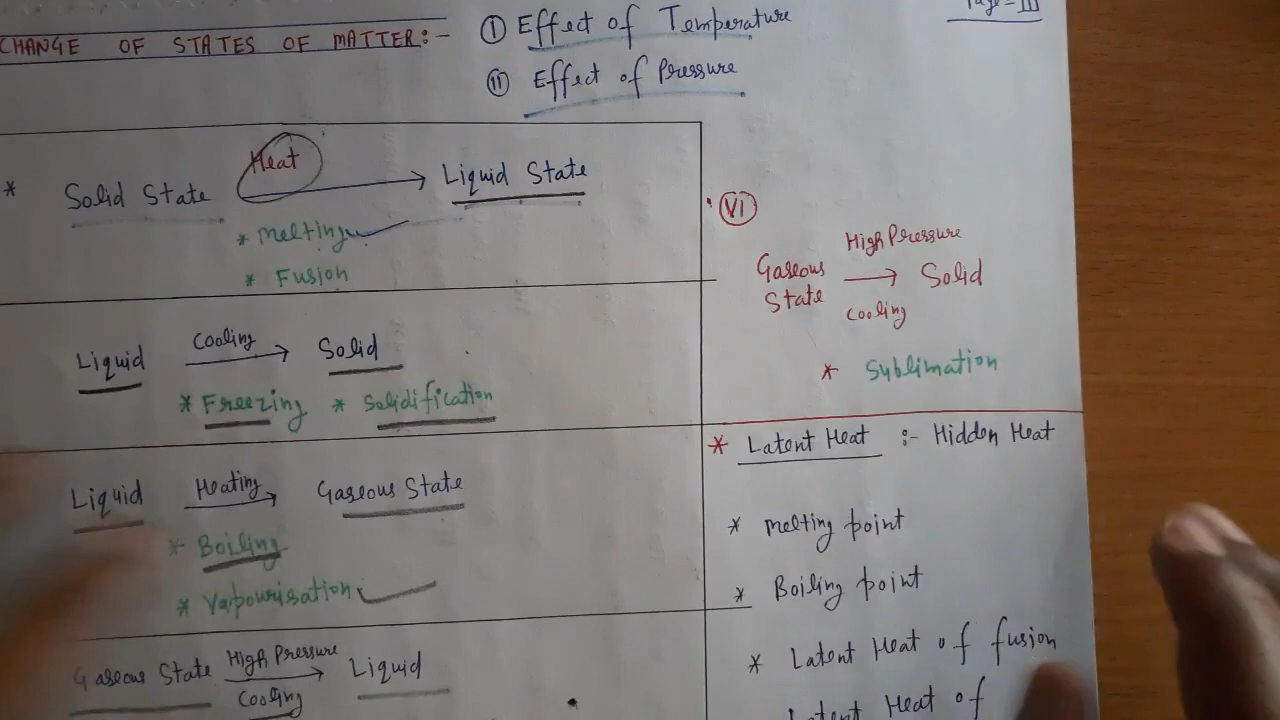 CHANGE OF STATES OF MATTER:-
I Effect of Temperature
II Effect of Pressure
* Solid State Heat → Liquid State
* Melting
* Fusion
Liquid Cooling → Solid
* Freezing * Solidification
Liquid Heating → Gaseous State
* Boiling
* Vapourisation
Gaseous State High Pressure → Liquid
Cooling
VI
High Pressure
Gaseous State → Solid
Cooling
* Sublimation
* Latent Heat :- Hidden Heat
* Melting point
* Boiling point
* Latent Heat of fusion
Latent Heat of